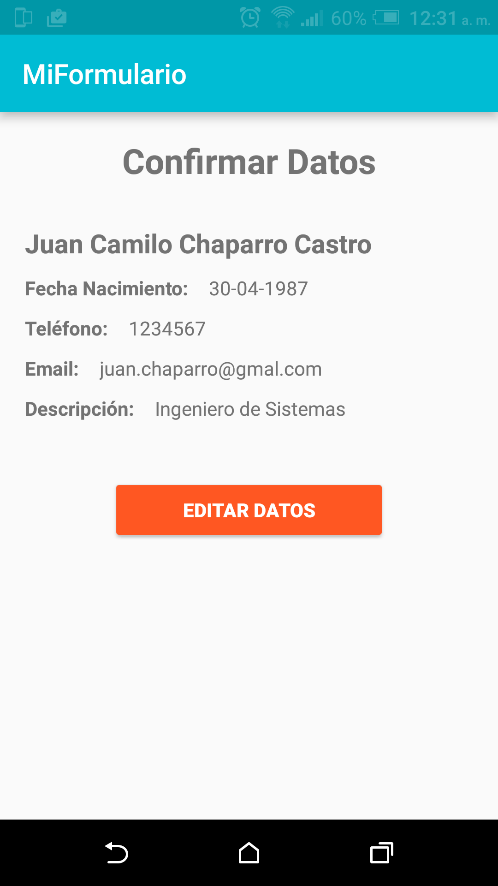 60% 12:31 a. m.
MiFormulario
Confirmar Datos
Juan Camilo Chaparro Castro
Fecha Nacimiento: 30-04-1987
Teléfono: 1234567
Email: juan.chaparro@gmal.com
Descripción: Ingeniero de Sistemas
EDITAR DATOS